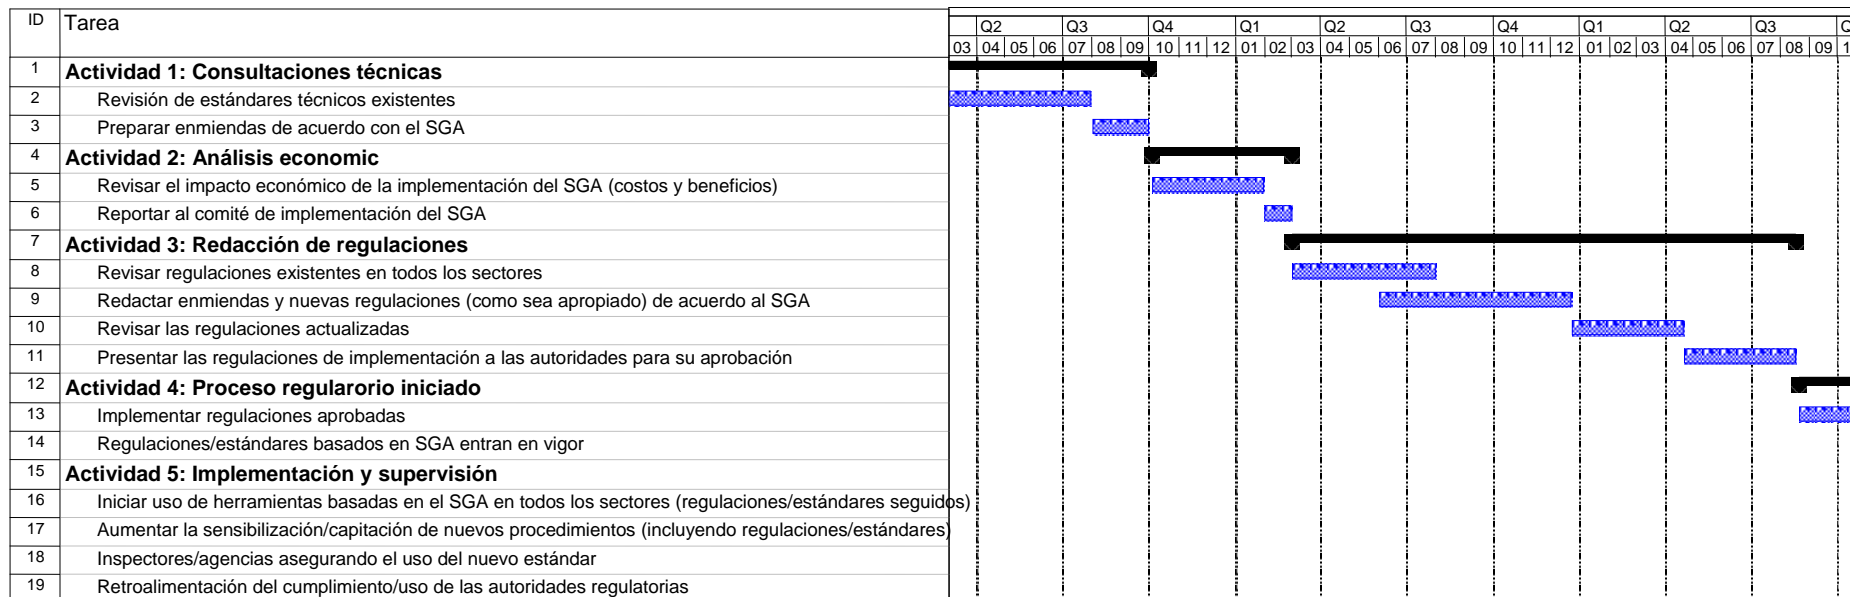 ID Tarea
Q2 Q3 Q4 Q1 Q2 Q3 Q4 Q1 Q2 Q3 Q
03 04 05 06 07 08 09 10 11 12 01 02 03 04 05 06 07 08 09 10 11 12 01 02 03 04 05 06 07 08 09 1
1 Actividad 1: Consultaciones técnicas
2 Revisión de estándares técnicos existentes
3 Preparar enmiendas de acuerdo con el SGA
4 Actividad 2: Análisis economic
5 Revisar el impacto económico de la implementación del SGA (costos y beneficios)
6 Reportar al comité de implementación del SGA
7 Actividad 3: Redacción de regulaciones
8 Revisar regulaciones existentes en todos los sectores
9 Redactar enmiendas y nuevas regulaciones (como sea apropiado) de acuerdo al SGA
10 Revisar las regulaciones actualizadas
11 Presentar las regulaciones de implementación a las autoridades para su aprobación
12 Actividad 4: Proceso regularorio iniciado
13 Implementar regulaciones aprobadas
14 Regulaciones/estándares basados en SGA entran en vigor
15 Actividad 5: Implementación y supervisión
16 Iniciar uso de herramientas basadas en el SGA en todos los sectores (regulaciones/estándares seguidos)
17 Aumentar la sensibilización/capitación de nuevos procedimientos (incluyendo regulaciones/estándares)
18 Inspectores/agencias asegurando el uso del nuevo estándar
19 Retroalimentación del cumplimiento/uso de las autoridades regulatorias